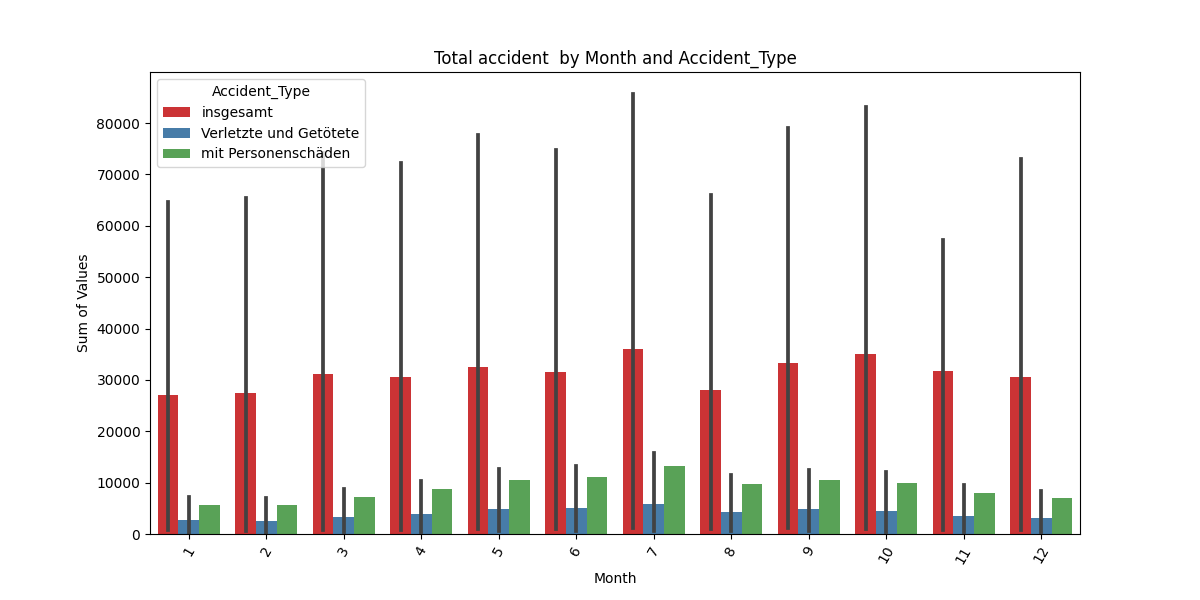 Total accident  by Month and Accident_Type
Accident_Type
insgesamt
Verletzte und Getötete
mit Personenschäden
Sum of Values
80000
70000
60000
50000
40000
30000
20000
10000
0
1 2 3 4 5 6 7 8 9 10 11 12
Month